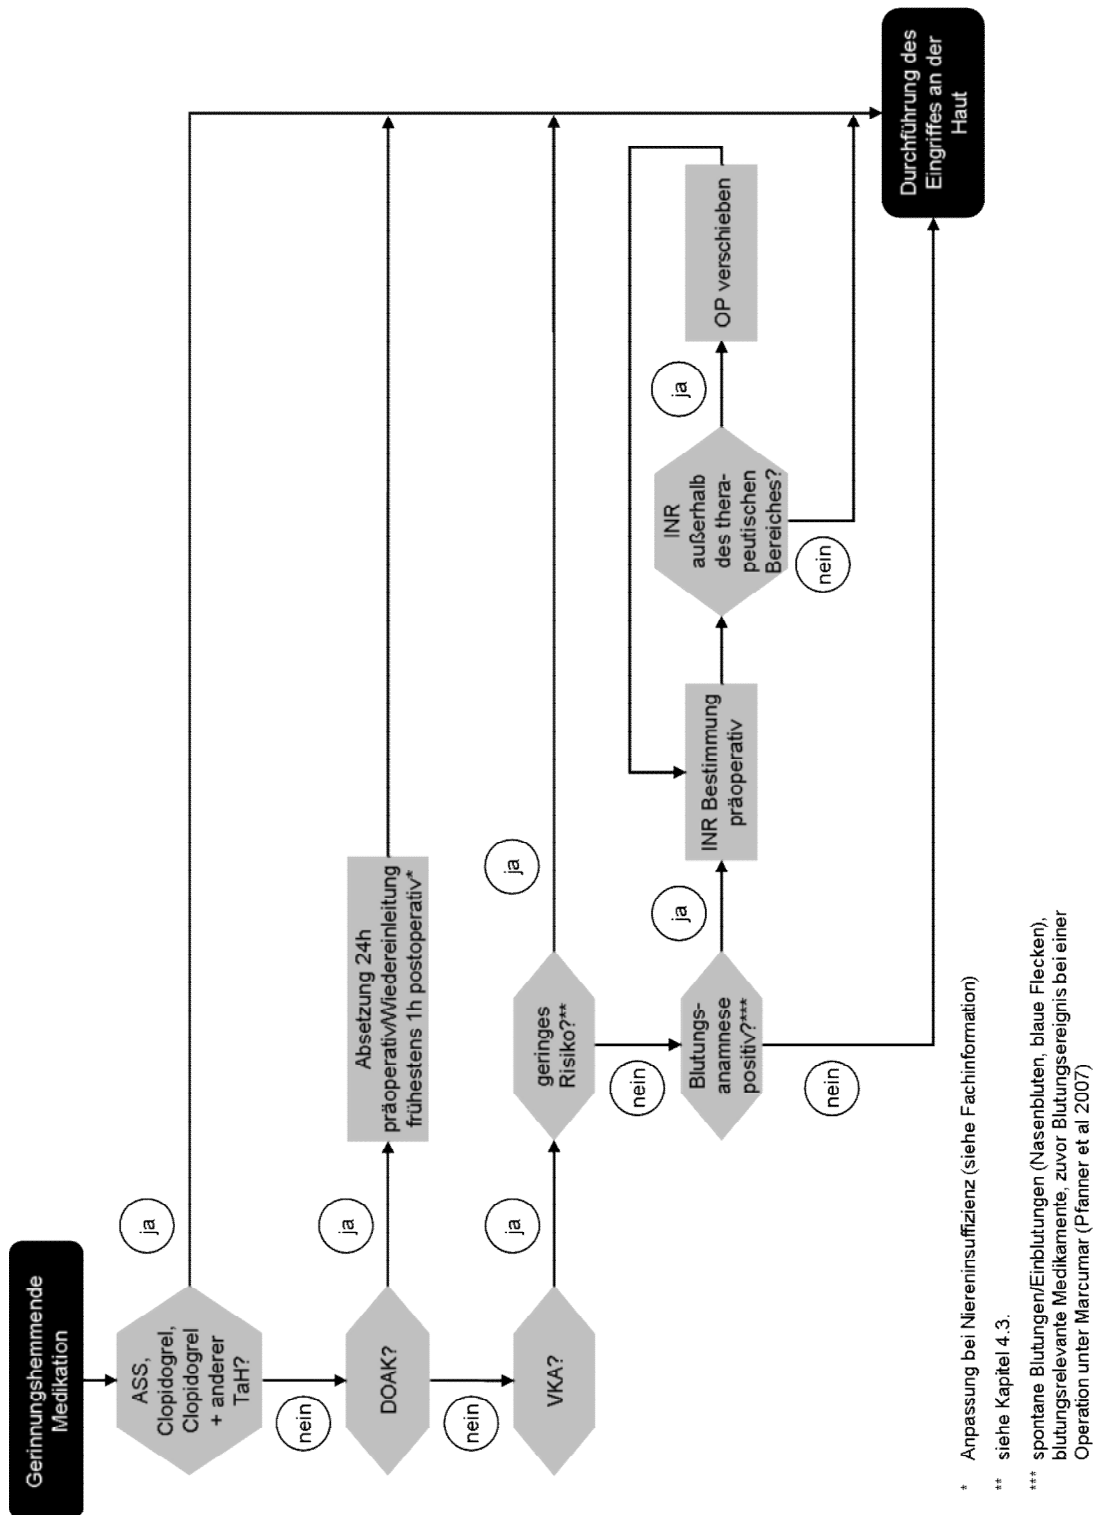 Gerinnungshemmende
Medikation
ASS,
Clopidogrel,
Clopidogrel
+ anderer
TaH?
ja
nein
DOAK?
ja
Absetzung 24h
präoperativ/Wiedereinleitung
frühestens 1h postoperativ*
nein
VKA?
ja
geringes
Risiko?**
ja
nein
Blutungs-
anamnese
positiv?***
ja
INR Bestimmung
präoperativ
INR
außerhalb
des thera-
peutischen
Bereiches?
ja
OP verschieben
nein
nein
Durchführung des
Eingriffes an der
Haut
* Anpassung bei Niereninsuffizienz (siehe Fachinformation)
** siehe Kapitel 4.3.
*** spontane Blutungen/Einblutungen (Nasenbluten, blaue Flecken),
blutungsrelevante Medikamente, zuvor Blutungsereignis bei einer
Operation unter Marcumar (Pfanner et al 2007)